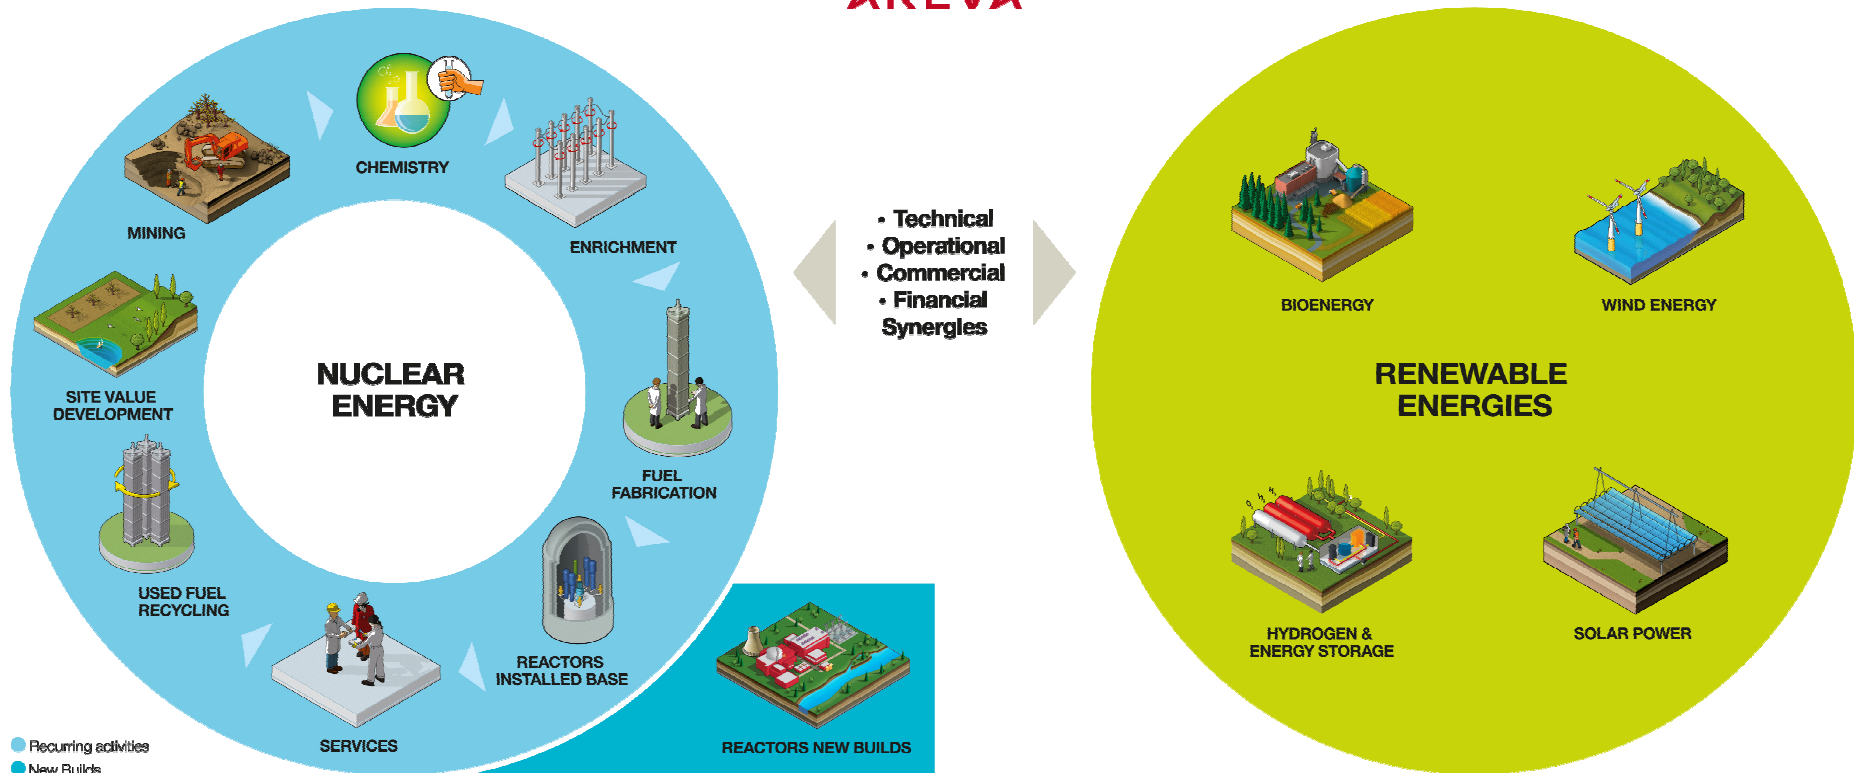 AREVA
CHEMISTRY
MINING
ENRICHMENT
SITE VALUE
DEVELOPMENT
NUCLEAR
ENERGY
FUEL
FABRICATION
USED FUEL
RECYCLING
REACTORS
INSTALLED BASE
SERVICES
REACTORS NEW BUILDS
Recurring activities
New Builds
• Technical
• Operational
• Commercial
• Financial
Synergies
BIOENERGY
WIND ENERGY
RENEWABLE
ENERGIES
HYDROGEN &
ENERGY STORAGE
SOLAR POWER